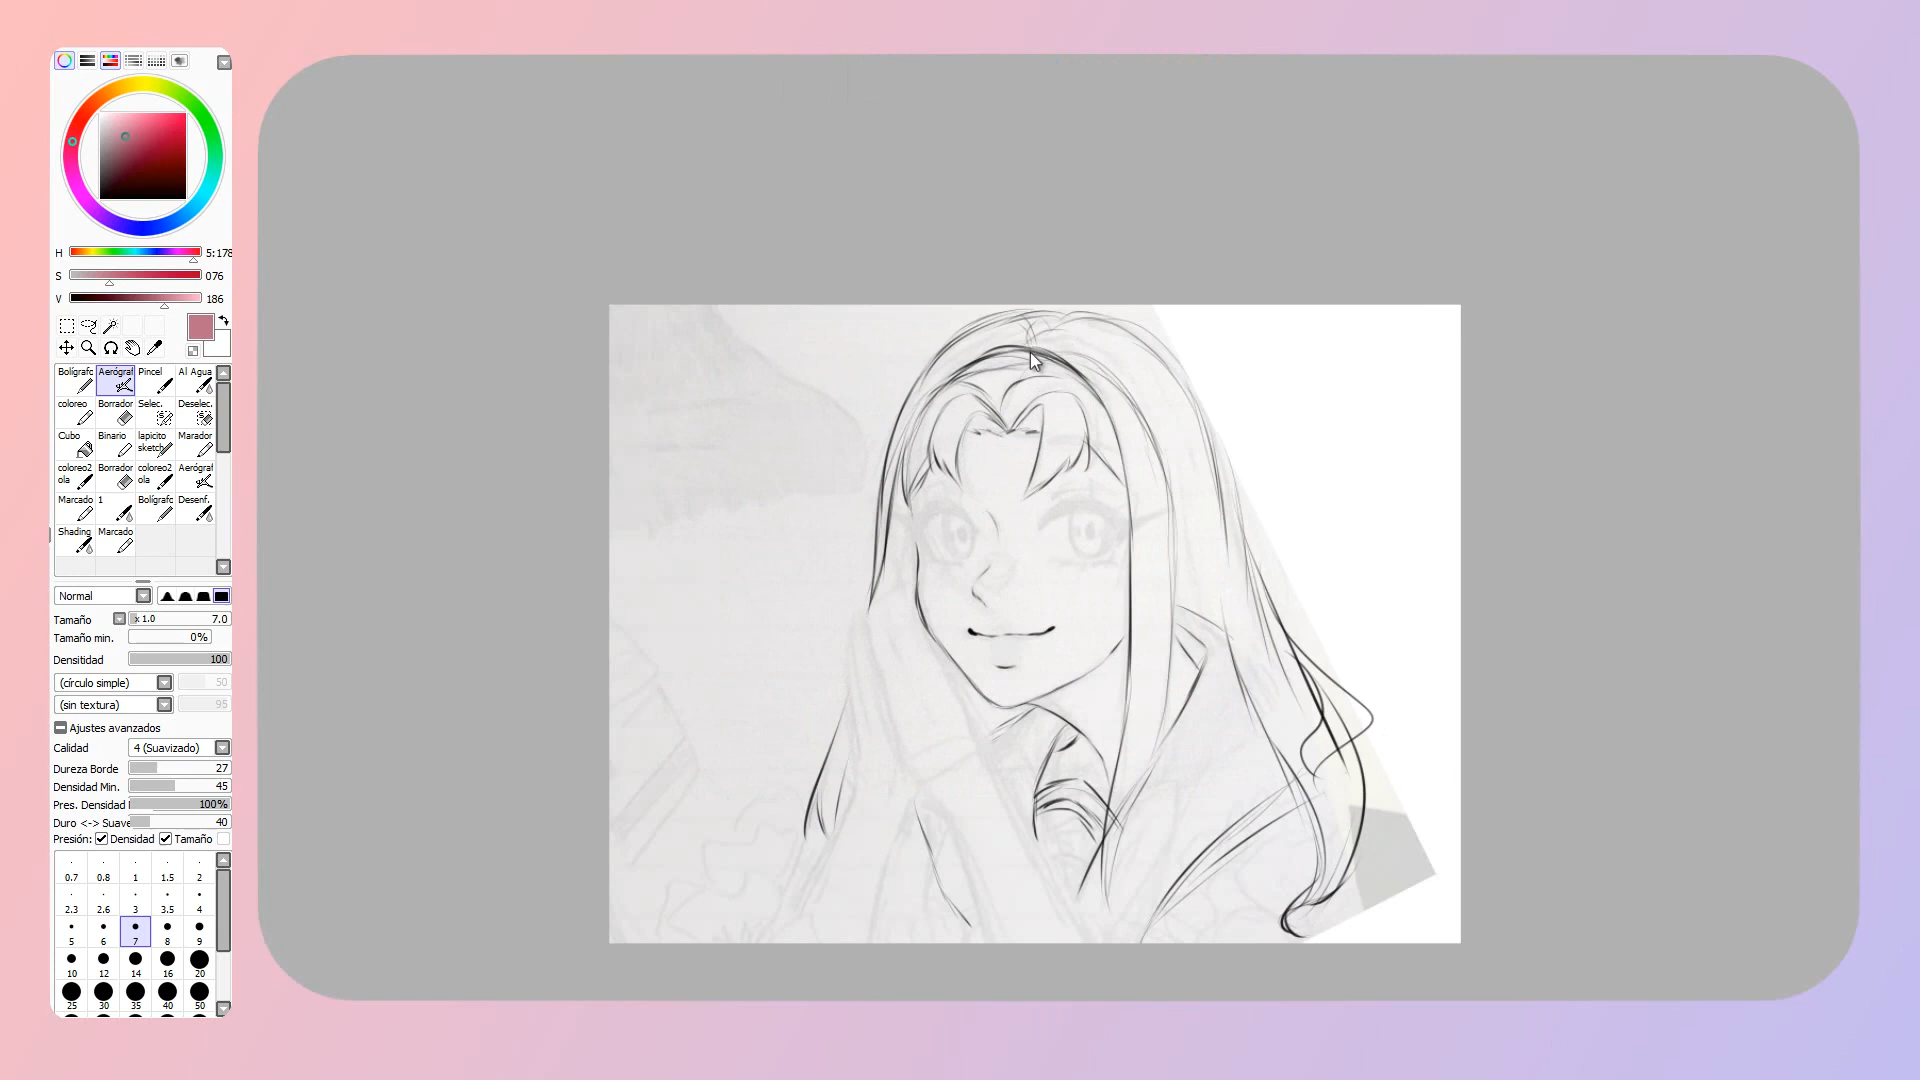 H 5:178
S 076
V 186
Bolígrafc Aerógraf Pincel Al Agua
coloreo Borrador Selec. Deselec.
Cubo Binario lapicito sketch Marador
coloreo2 ola Borrador coloreo2 ola Aerógraf
Marcado 1 Bolígrafc Desenf.
Shading Marcado
Normal
Tamaño x 1.0 7.0
Tamaño min. 0%
Densitidad 100
(círculo simple) 50
(sin textura) 95
Ajustes avanzados
Calidad 4 (Suavizado)
Dureza Borde 27
Densidad Min. 45
Pres. Densidad 100%
Duro <-> Suave 40
Presión: Densidad Tamaño
0.7 0.8 1 1.5 2
2.3 2.6 3 3.5 4
5 6 7 8 9
10 12 14 16 20
25 30 35 40 50